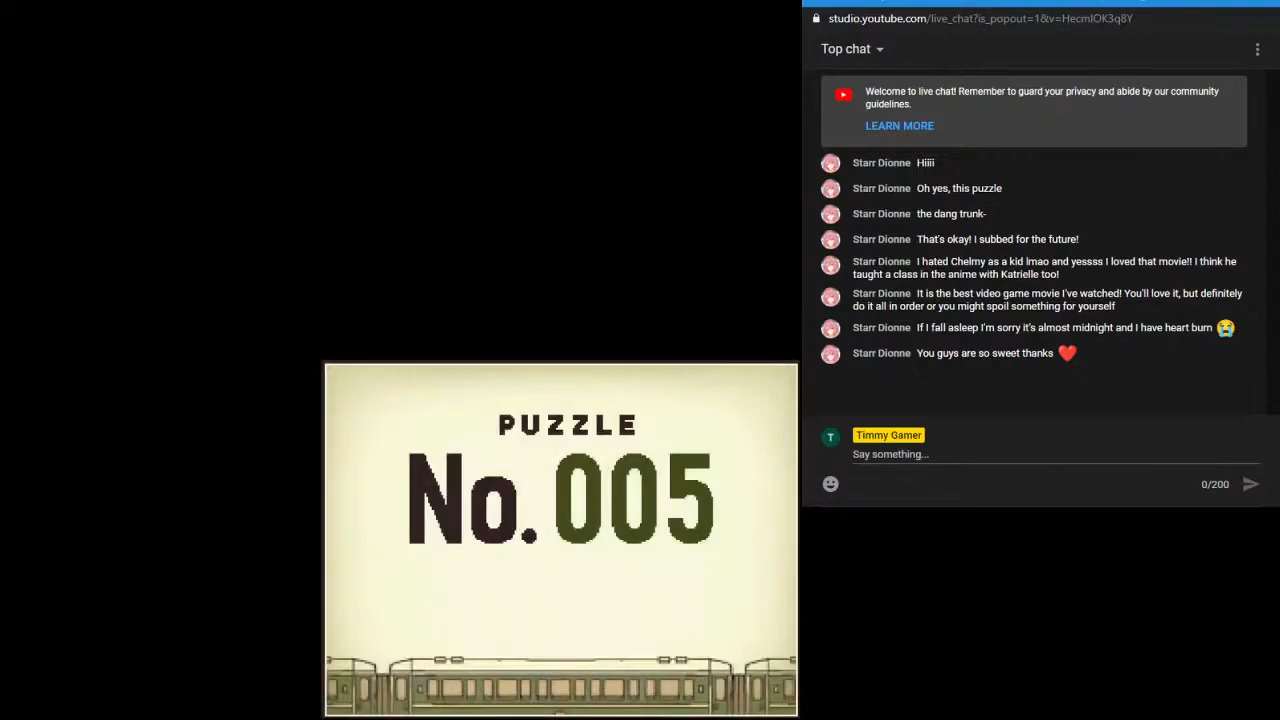 studio.youtube.com/live_chat?is_popout=1&v=HecmIOK3q8Y
Top chat
Welcome to live chat! Remember to guard your privacy and abide by our community
guidelines.
LEARN MORE
Starr Dionne Hiiii
Starr Dionne Oh yes, this puzzle
Starr Dionne the dang trunk-
Starr Dionne That's okay! I subbed for the future!
Starr Dionne I hated Chelmy as a kid lmao and yessss I loved that movie!! I think he
taught a class in the anime with Katrielle too!
Starr Dionne It is the best video game movie I've watched! You'll love it, but definitely
do it all in order or you might spoil something for yourself
Starr Dionne If I fall asleep I'm sorry it's almost midnight and I have heart burn 😭
Starr Dionne You guys are so sweet thanks ❤️
T
Timmy Gamer
Say something...
0/200
PUZZLE
No. 005